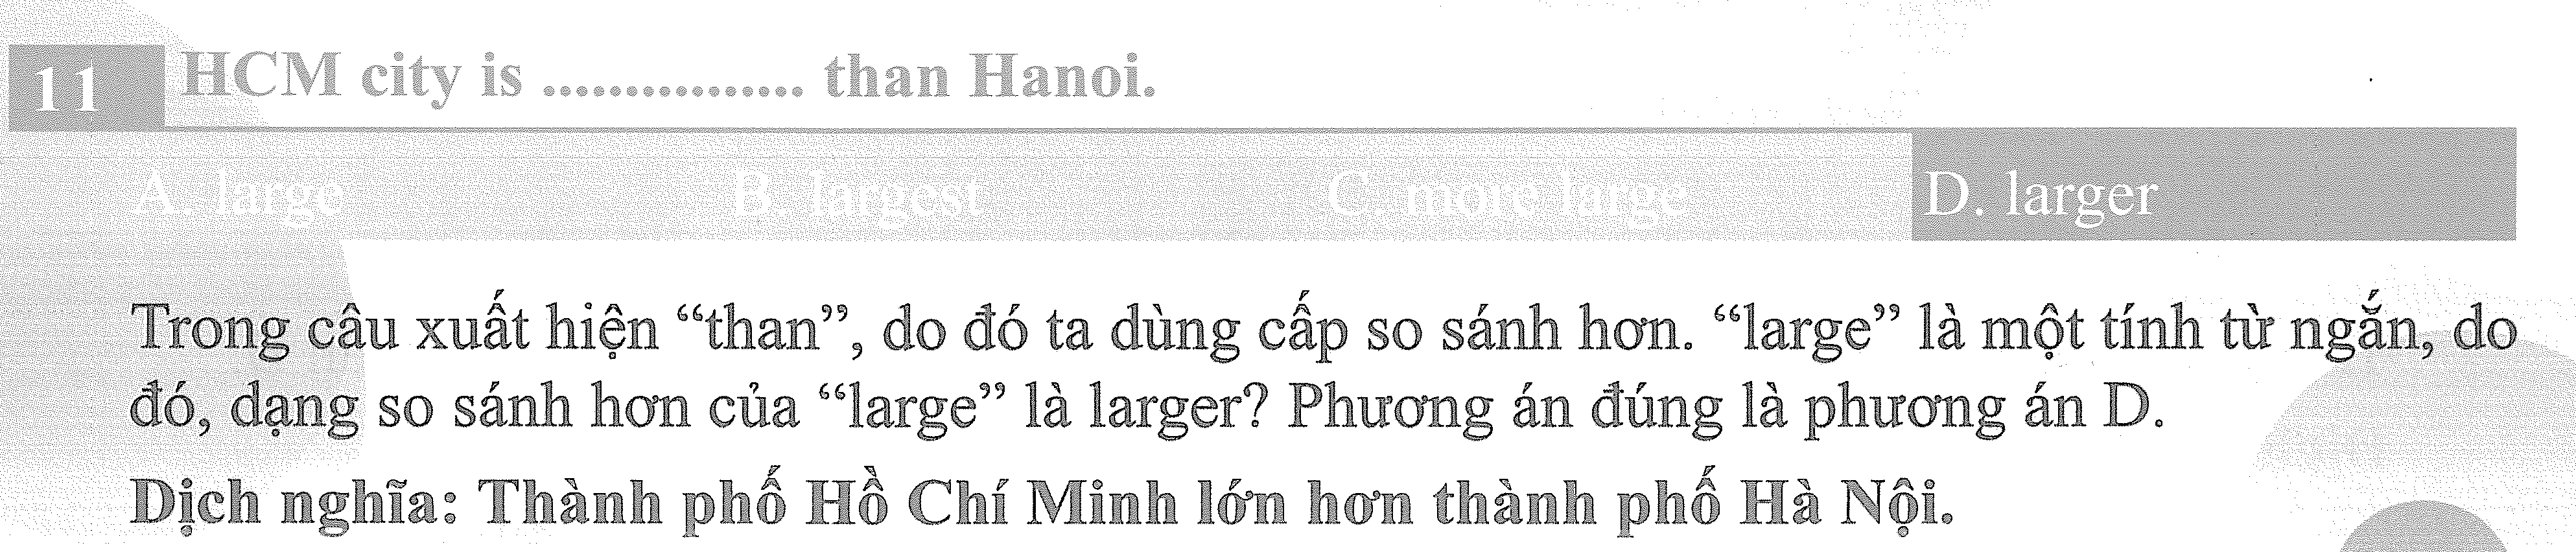 11 HCM city is ................ than Hanoi.
A. large B. largest C. more large D. larger
Trong câu xuất hiện “than”, do đó ta dùng cấp so sánh hơn. “large” là một tính từ ngắn, do
đó, dạng so sánh hơn của “large” là larger? Phương án đúng là phương án D.
Dịch nghĩa: Thành phố Hồ Chí Minh lớn hơn thành phố Hà Nội.